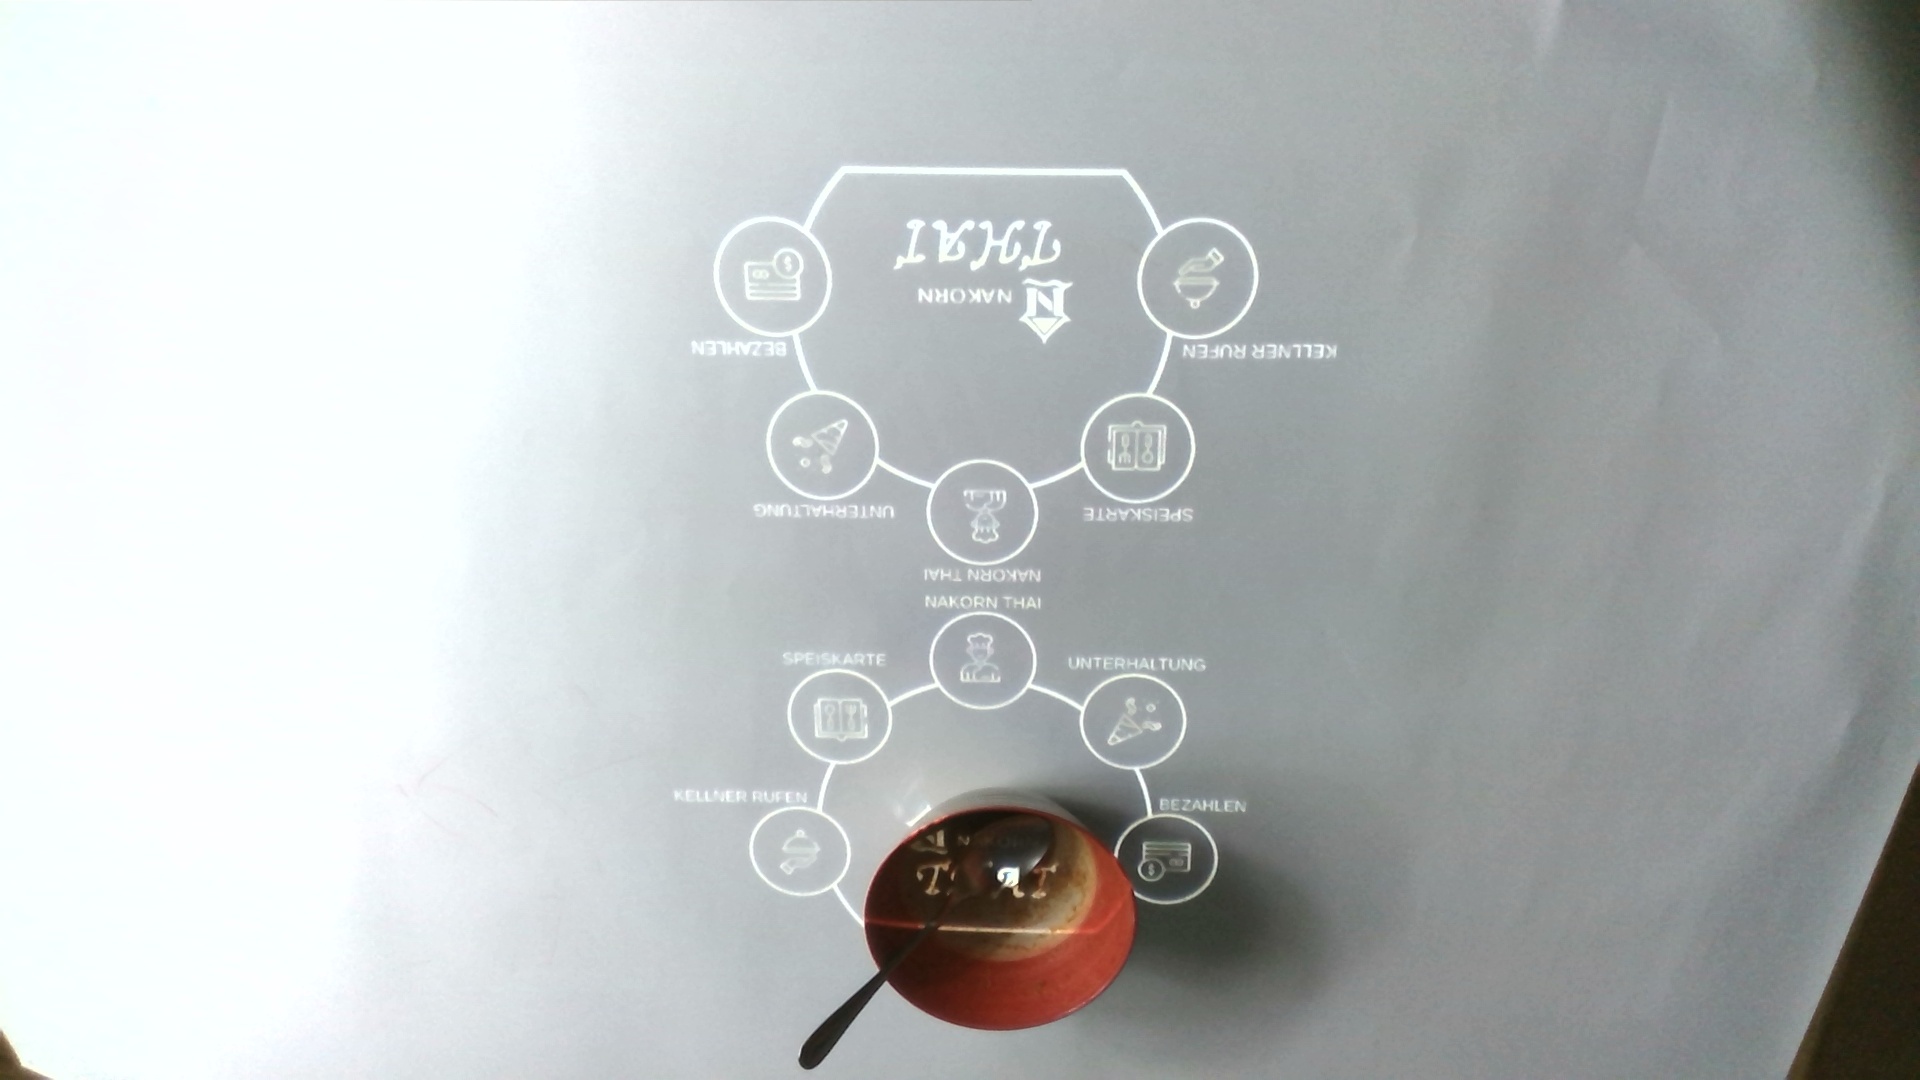 THAI
NAKORN
BEZAHLEN
KELLNER RUFEN
UNTERHALTUNG
SPEISKARTE
NAKORN THAI
NAKORN THAI
SPEISKARTE
UNTERHALTUNG
KELLNER RUFEN
BEZAHLEN